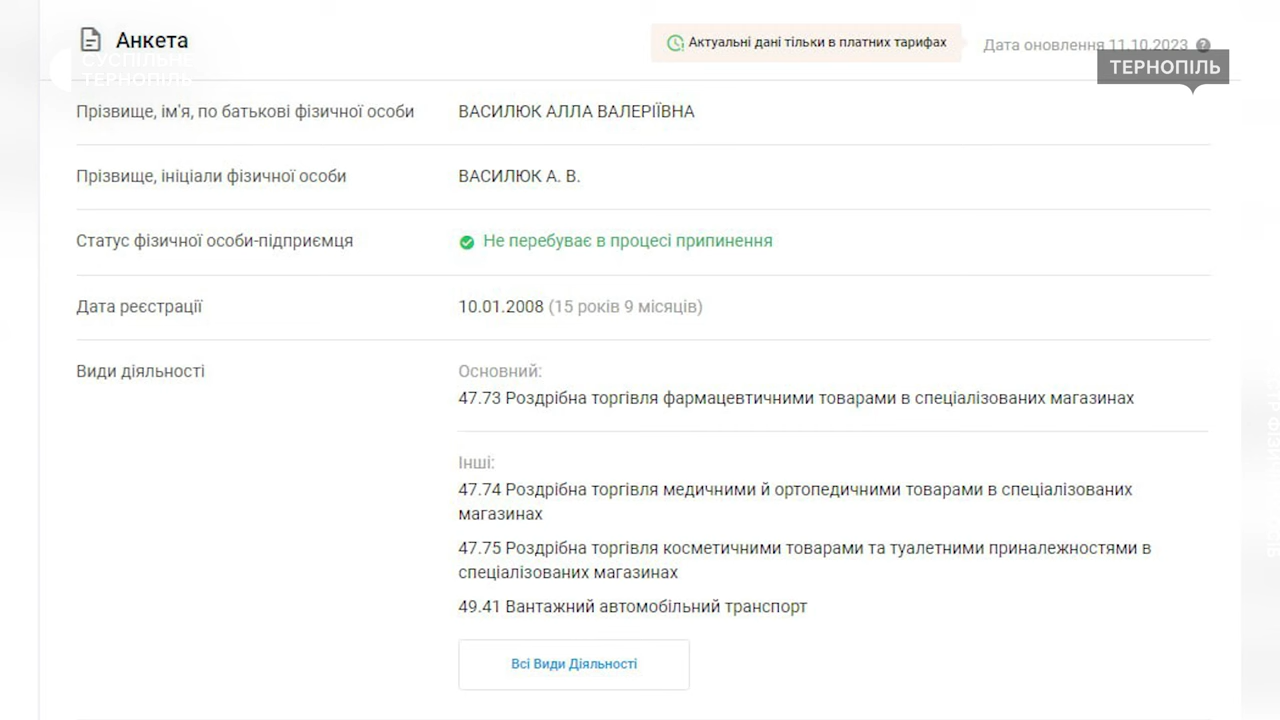 Анкета
Актуальні дані тільки в платних тарифах
Дата оновлення 11.10.2023 ?
СУСПІЛЬНЕ
ТЕРНОПІЛЬ
ТЕРНОПІЛЬ
Прізвище, ім'я, по батькові фізичної особи ВАСИЛЮК АЛЛА ВАЛЕРІЇВНА
Прізвище, ініціали фізичної особи ВАСИЛЮК А. В.
Статус фізичної особи-підприємця Не перебуває в процесі припинення
Дата реєстрації 10.01.2008 (15 років 9 місяців)
Види діяльності Основний:
47.73 Роздрібна торгівля фармацевтичними товарами в спеціалізованих магазинах
Інші:
47.74 Роздрібна торгівля медичними й ортопедичними товарами в спеціалізованих
магазинах
47.75 Роздрібна торгівля косметичними товарами та туалетними приналежностями в
спеціалізованих магазинах
49.41 Вантажний автомобільний транспорт
Всі Види Діяльності